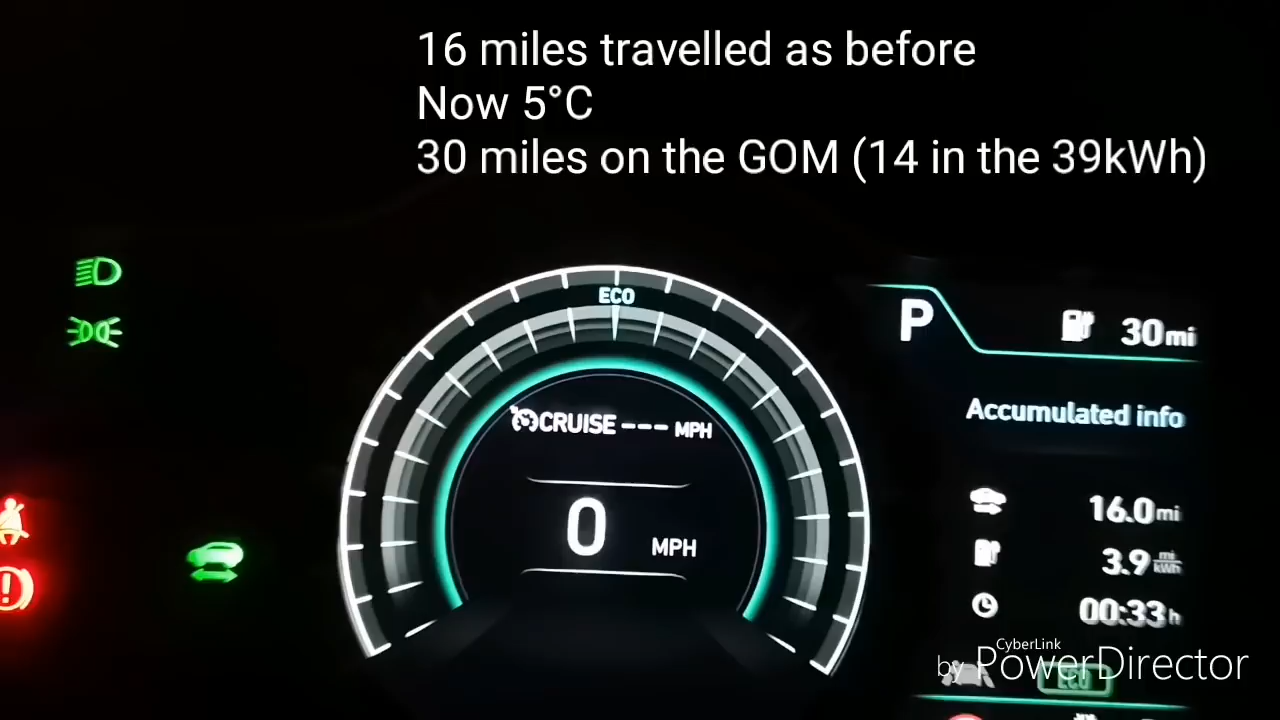 16 miles travelled as before
Now 5°C
30 miles on the GOM (14 in the 39kWh)
ECO
P
30mi
CRUISE --- MPH
Accumulated info
0 MPH
16.0mi
3.9 mi/kWh
00:33h
CyberLink
by PowerDirector
ECO